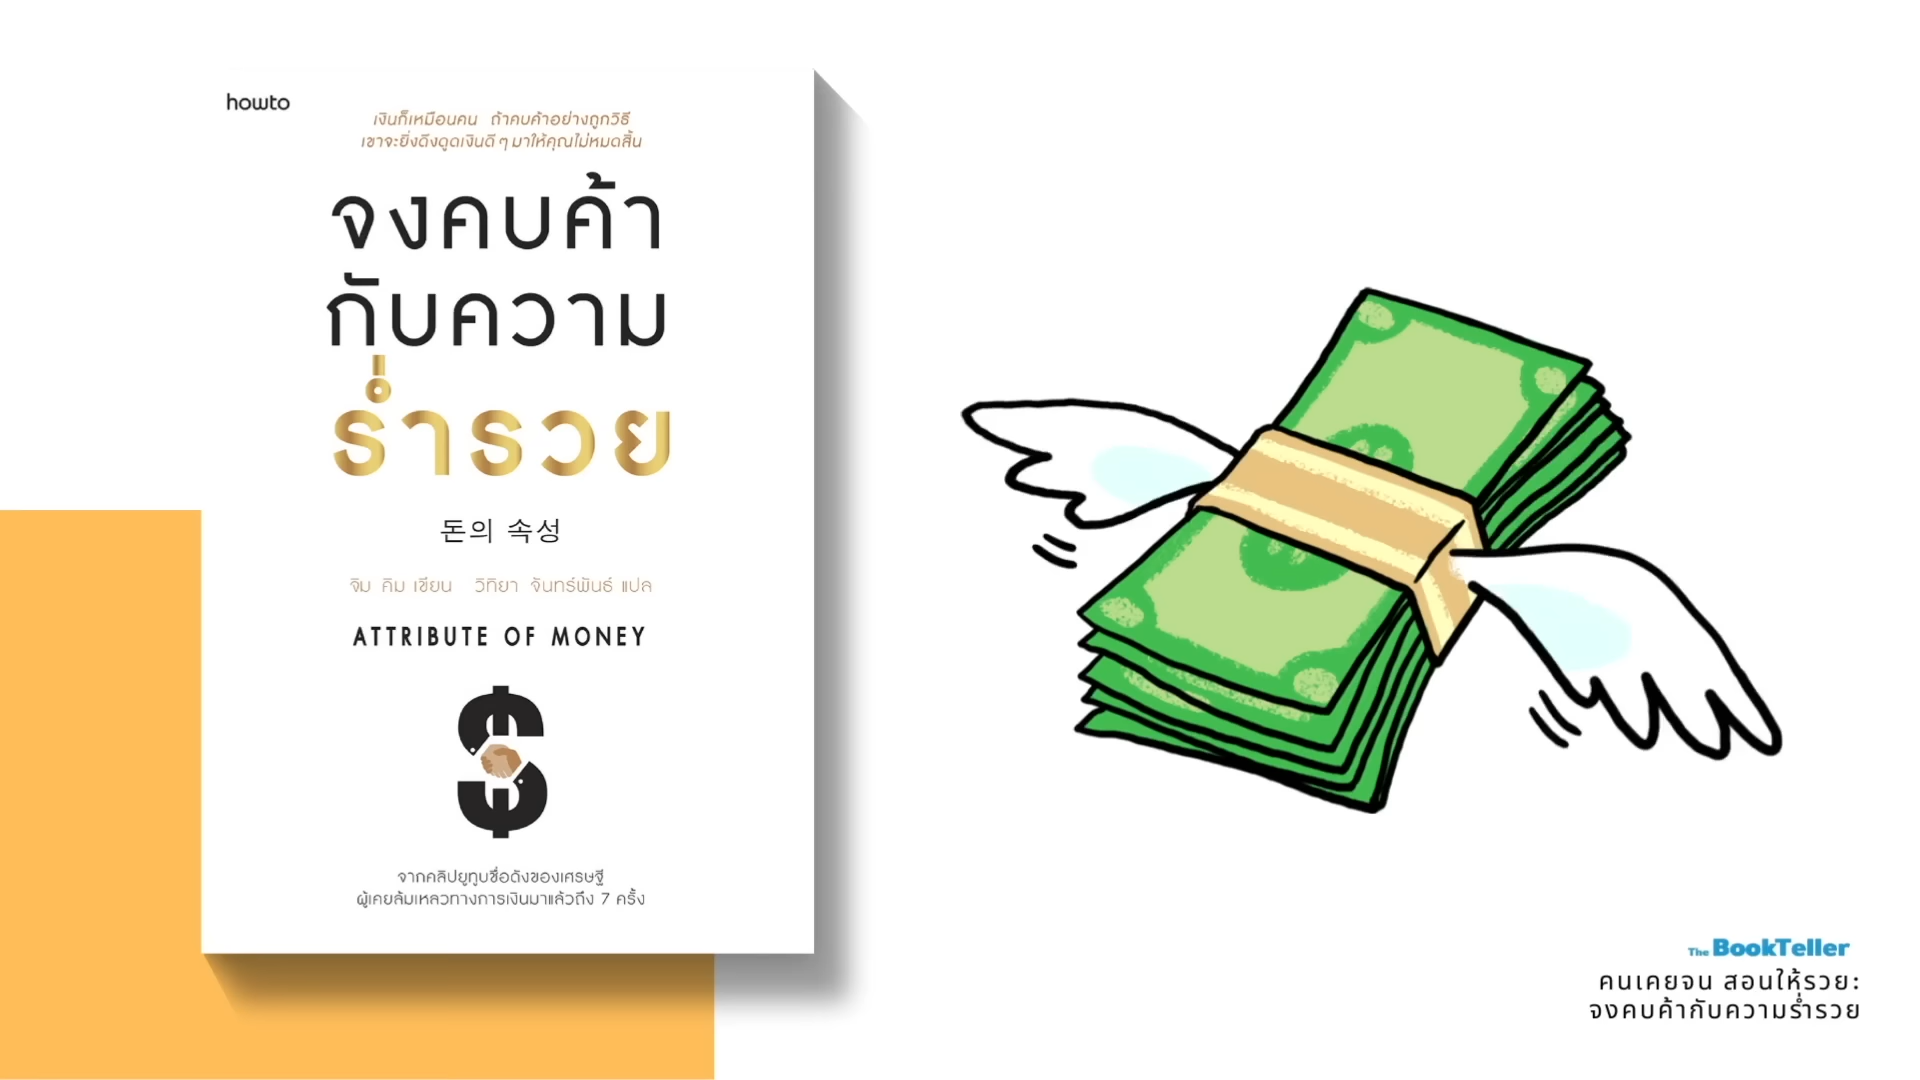 howto
เงินก็เหมือนคน ถ้าคบค้าอย่างถูกวิธี
เขาจะยิ่งดึงดูดเงินดี ๆ มาให้คุณไม่หมดสิ้น
จงคบค้า
กับความ
ร่ำรวย
돈의 속성
จิม คิม เขียน วิทิยา จันทร์พันธ์ แปล
ATTRIBUTE OF MONEY
จากคลิปยูทูบชื่อดังของเศรษฐี
ผู้เคยล้มเหลวทางการเงินมาแล้วถึง 7 ครั้ง
The BookTeller
คนเคยจน สอนให้รวย:
จงคบค้ากับความร่ำรวย